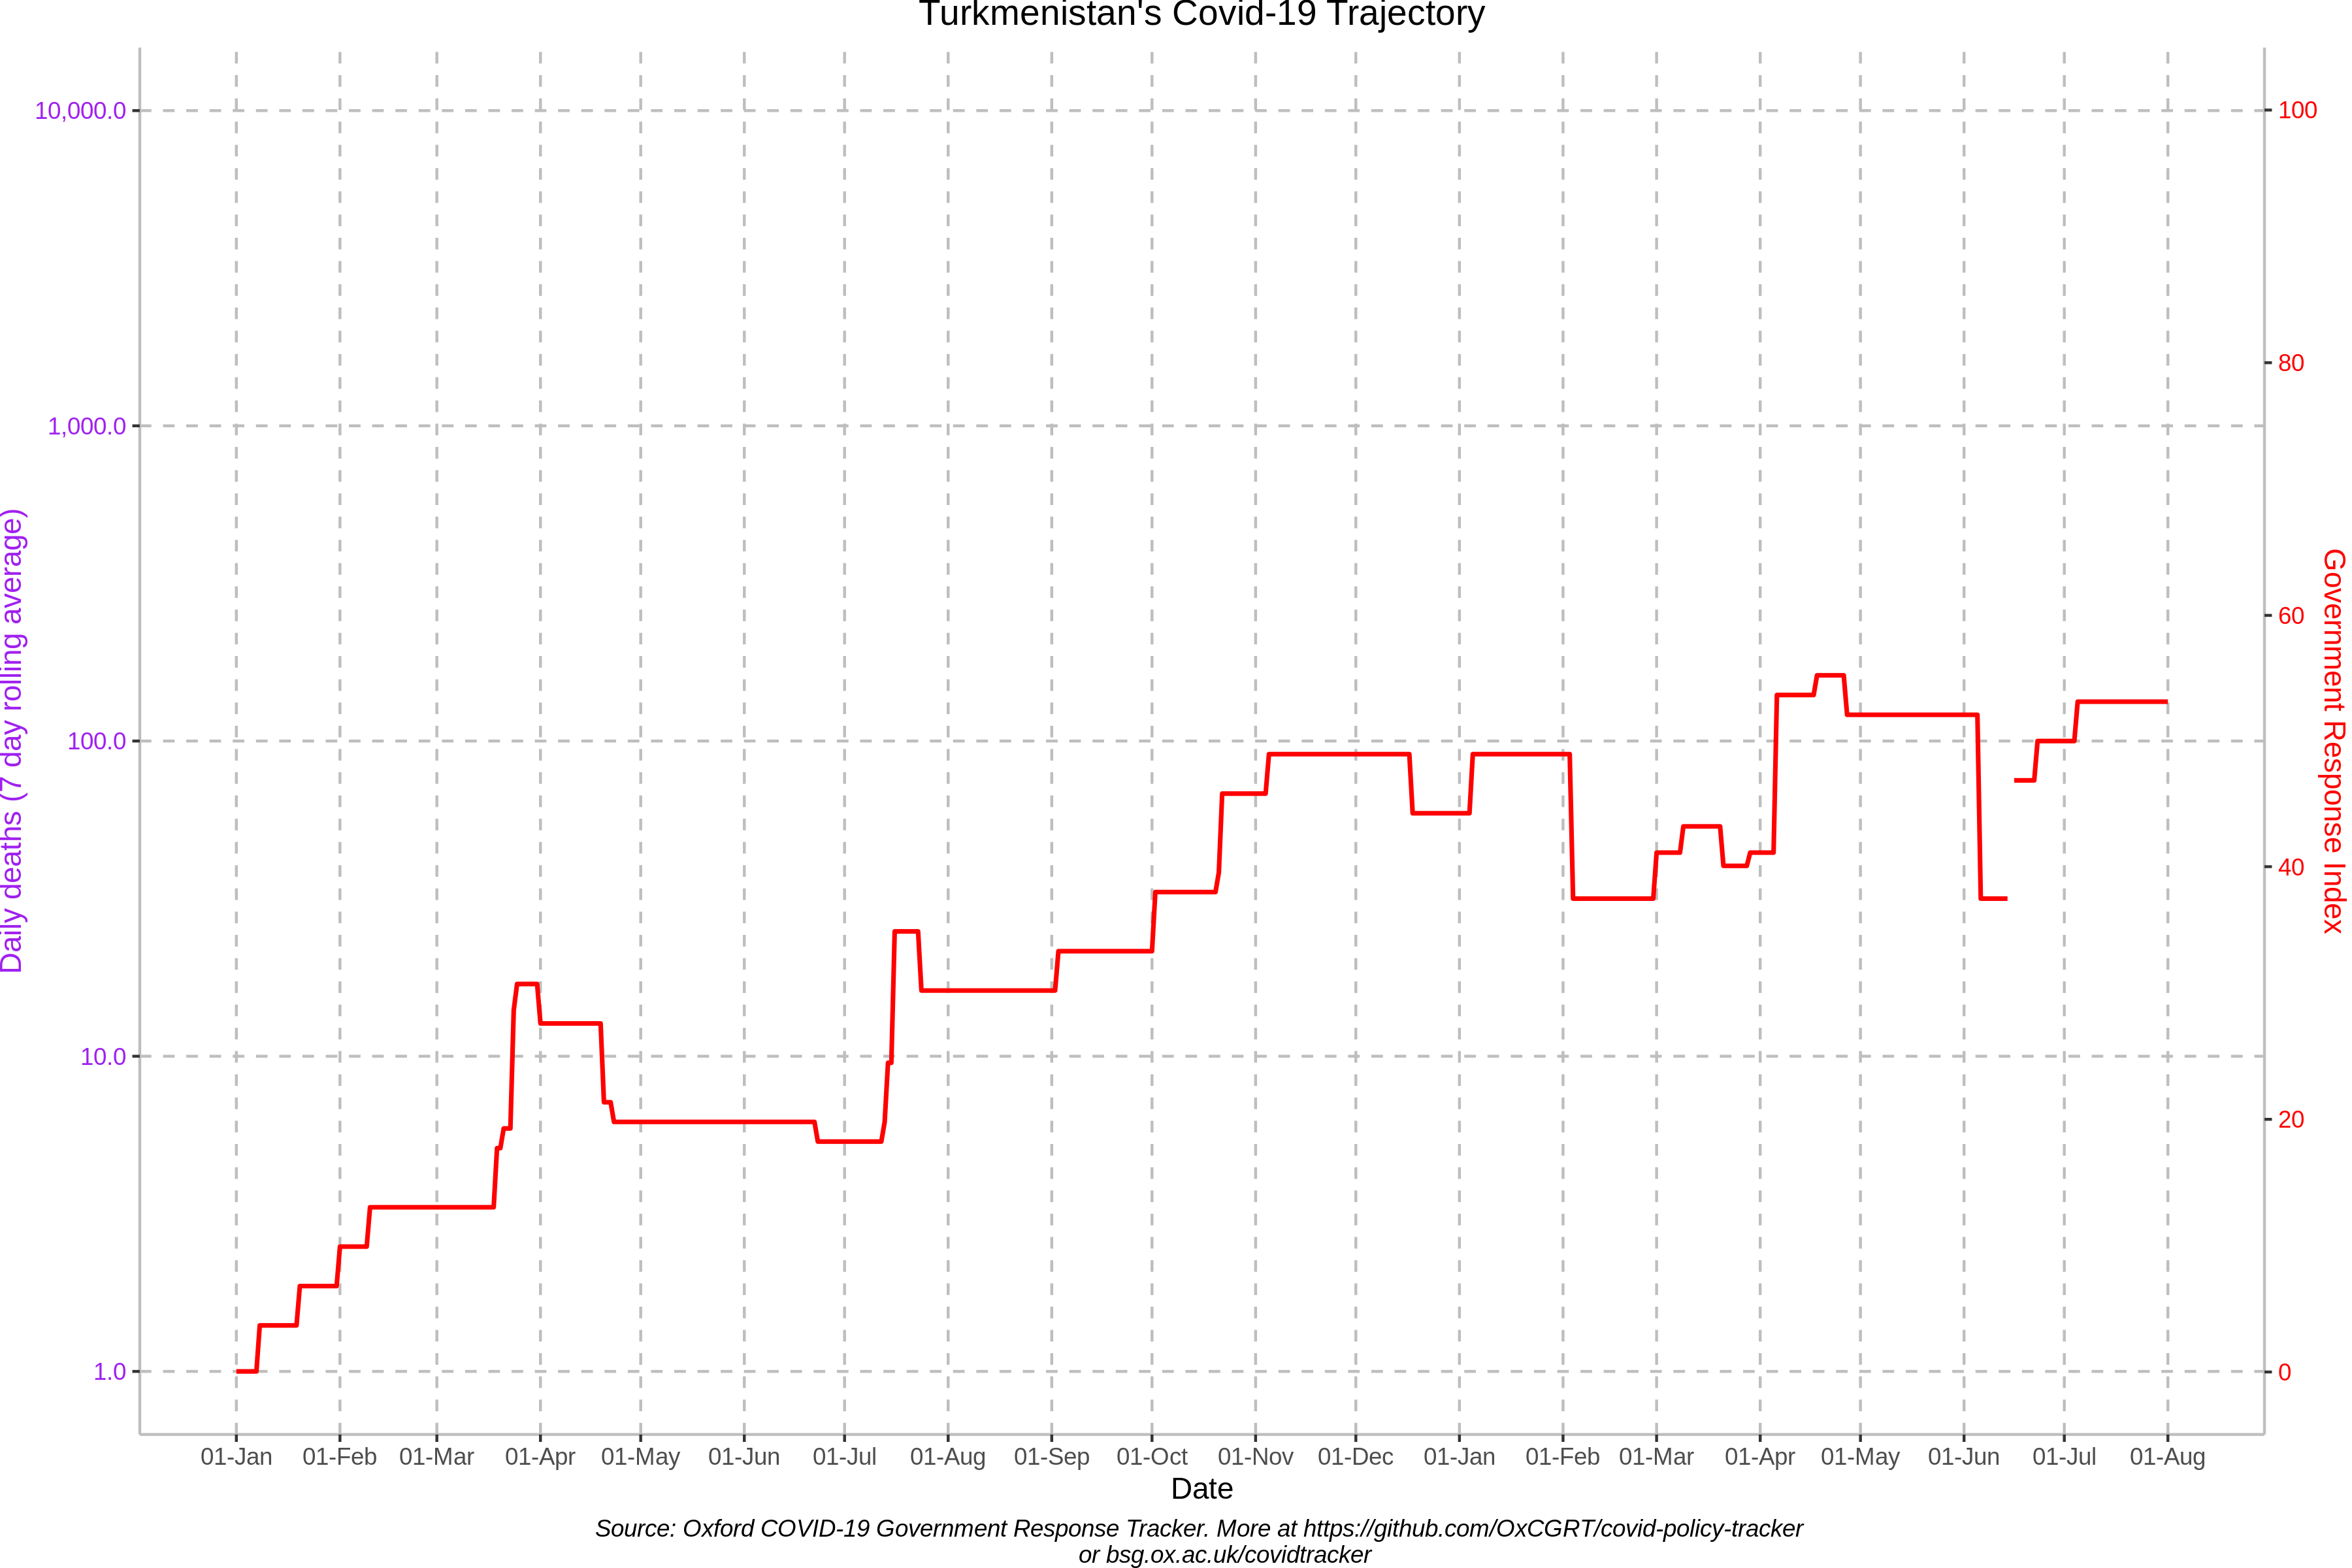 Turkmenistan's Covid-19 Trajectory
10,000.0
1,000.0
100.0
10.0
1.0
Daily deaths (7 day rolling average)
100
80
60
40
20
0
Government Response Index
01-Jan 01-Feb 01-Mar 01-Apr 01-May 01-Jun 01-Jul 01-Aug 01-Sep 01-Oct 01-Nov 01-Dec 01-Jan 01-Feb 01-Mar 01-Apr 01-May 01-Jun 01-Jul 01-Aug
Date
Source: Oxford COVID-19 Government Response Tracker. More at https://github.com/OxCGRT/covid-policy-tracker
or bsg.ox.ac.uk/covidtracker